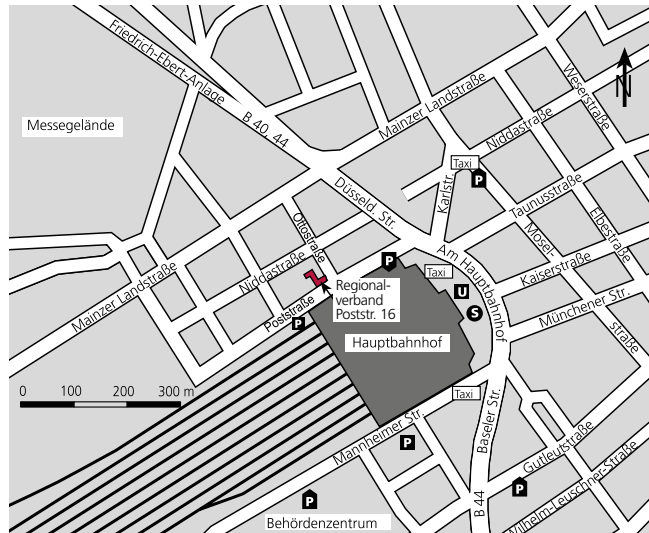 Friedrich-Ebert-Anlage
Messegelände
B 40, 44
Mainzer Landstraße
Weserstraße
N
Niddastraße
Taxi
P
Karlstr.
Düsseld. Str.
Taunusstraße
Ottostraße
Niddastraße
Mosel-
straße
Elbestraße
Am Hauptbahnhof
P
Taxi
Kaiserstraße
U
S
Münchener Str.
Mainzer Landstraße
Regional-
verband
Poststr. 16
Poststraße
P
Hauptbahnhof
0 100 200 300 m
Taxi
Mannheimer Str.
P
Baseler Str.
B 44
Gutleutstraße
P
Wilhelm-Leuschner-Straße
P
Behördenzentrum